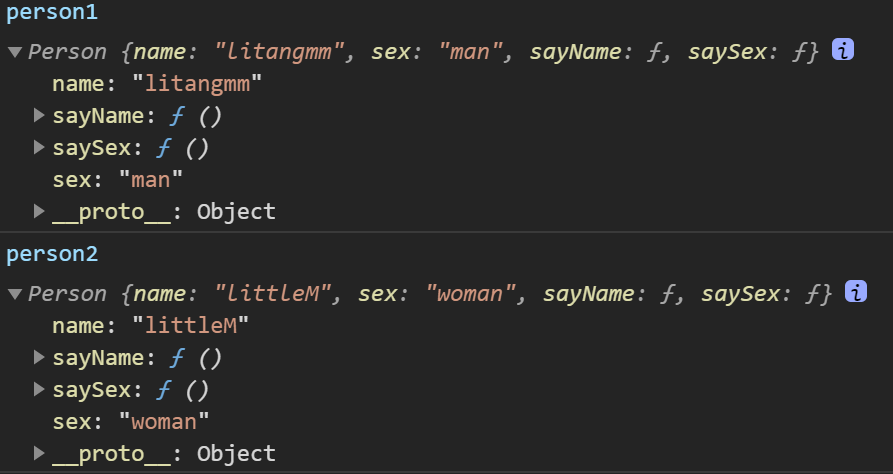 person1
Person {name: "litangmm", sex: "man", sayName: ƒ, saySex: ƒ} i
name: "litangmm"
sayName: ƒ ()
saySex: ƒ ()
sex: "man"
__proto__: Object
person2
Person {name: "littleM", sex: "woman", sayName: ƒ, saySex: ƒ} i
name: "littleM"
sayName: ƒ ()
saySex: ƒ ()
sex: "woman"
__proto__: Object